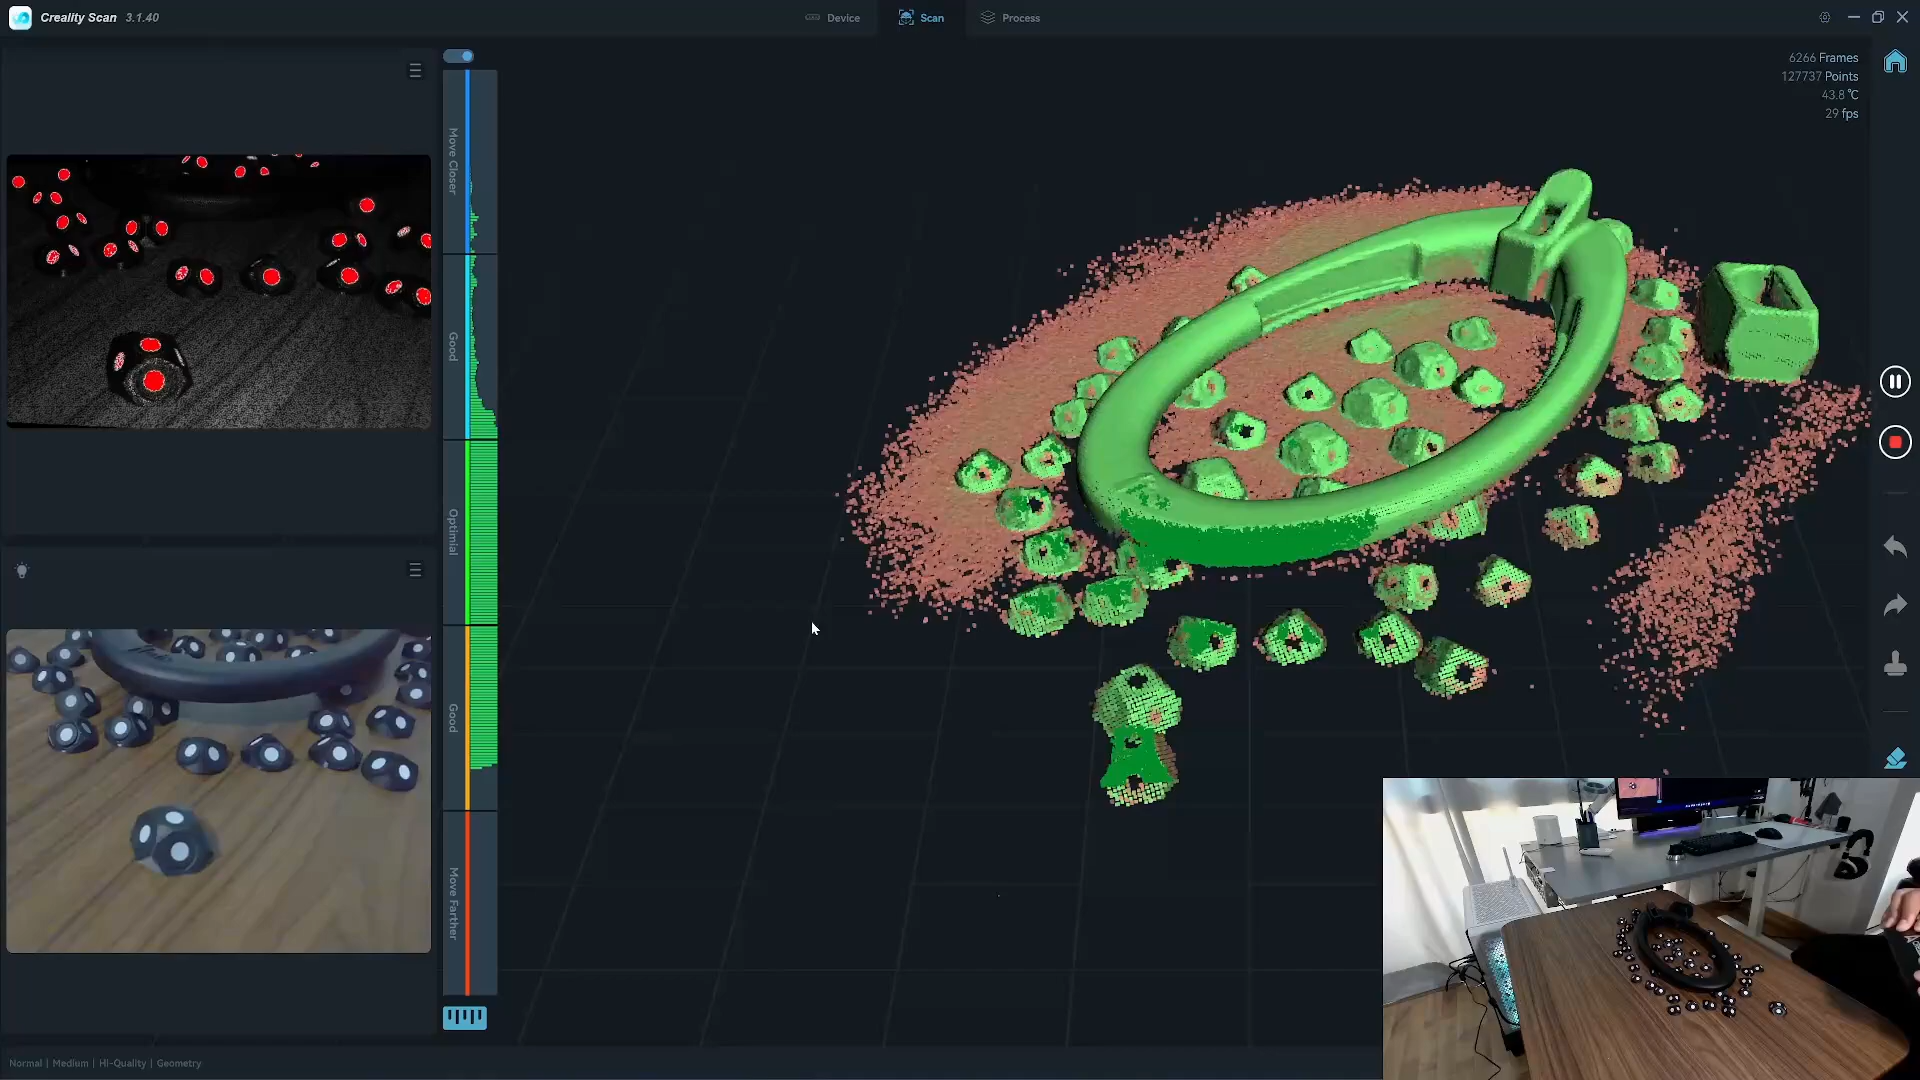 Creality Scan 3.1.40
Device
Scan
Process
6266 Frames
127737 Points
43.8 ℃
29 fps
Move Closer
Good
Optimial
Good
Move Farther
Normal | Medium | HI-Quality | Geometry